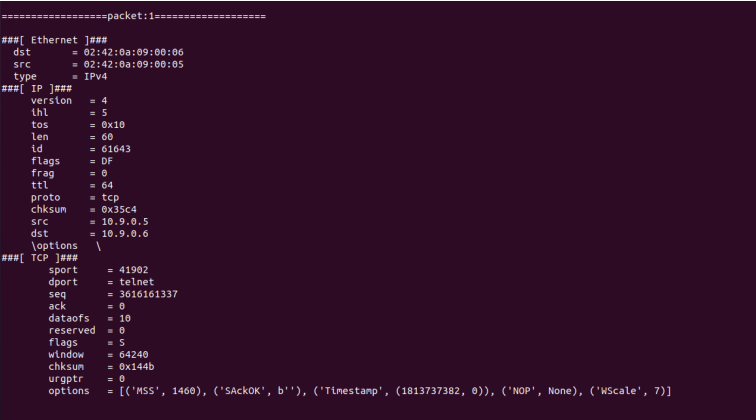 ==================packet:1===================
###[ Ethernet ]###
dst = 02:42:0a:09:00:06
src = 02:42:0a:09:00:05
type = IPv4
###[ IP ]###
version = 4
ihl = 5
tos = 0x10
len = 60
id = 61643
flags = DF
frag = 0
ttl = 64
proto = tcp
chksum = 0x35c4
src = 10.9.0.5
dst = 10.9.0.6
\options \
###[ TCP ]###
sport = 41902
dport = telnet
seq = 3616161337
ack = 0
dataofs = 10
reserved = 0
flags = S
window = 64240
chksum = 0x144b
urgptr = 0
options = [('MSS', 1460), ('SAckOK', b''), ('Timestamp', (1813737382, 0)), ('NOP', None), ('WScale', 7)]